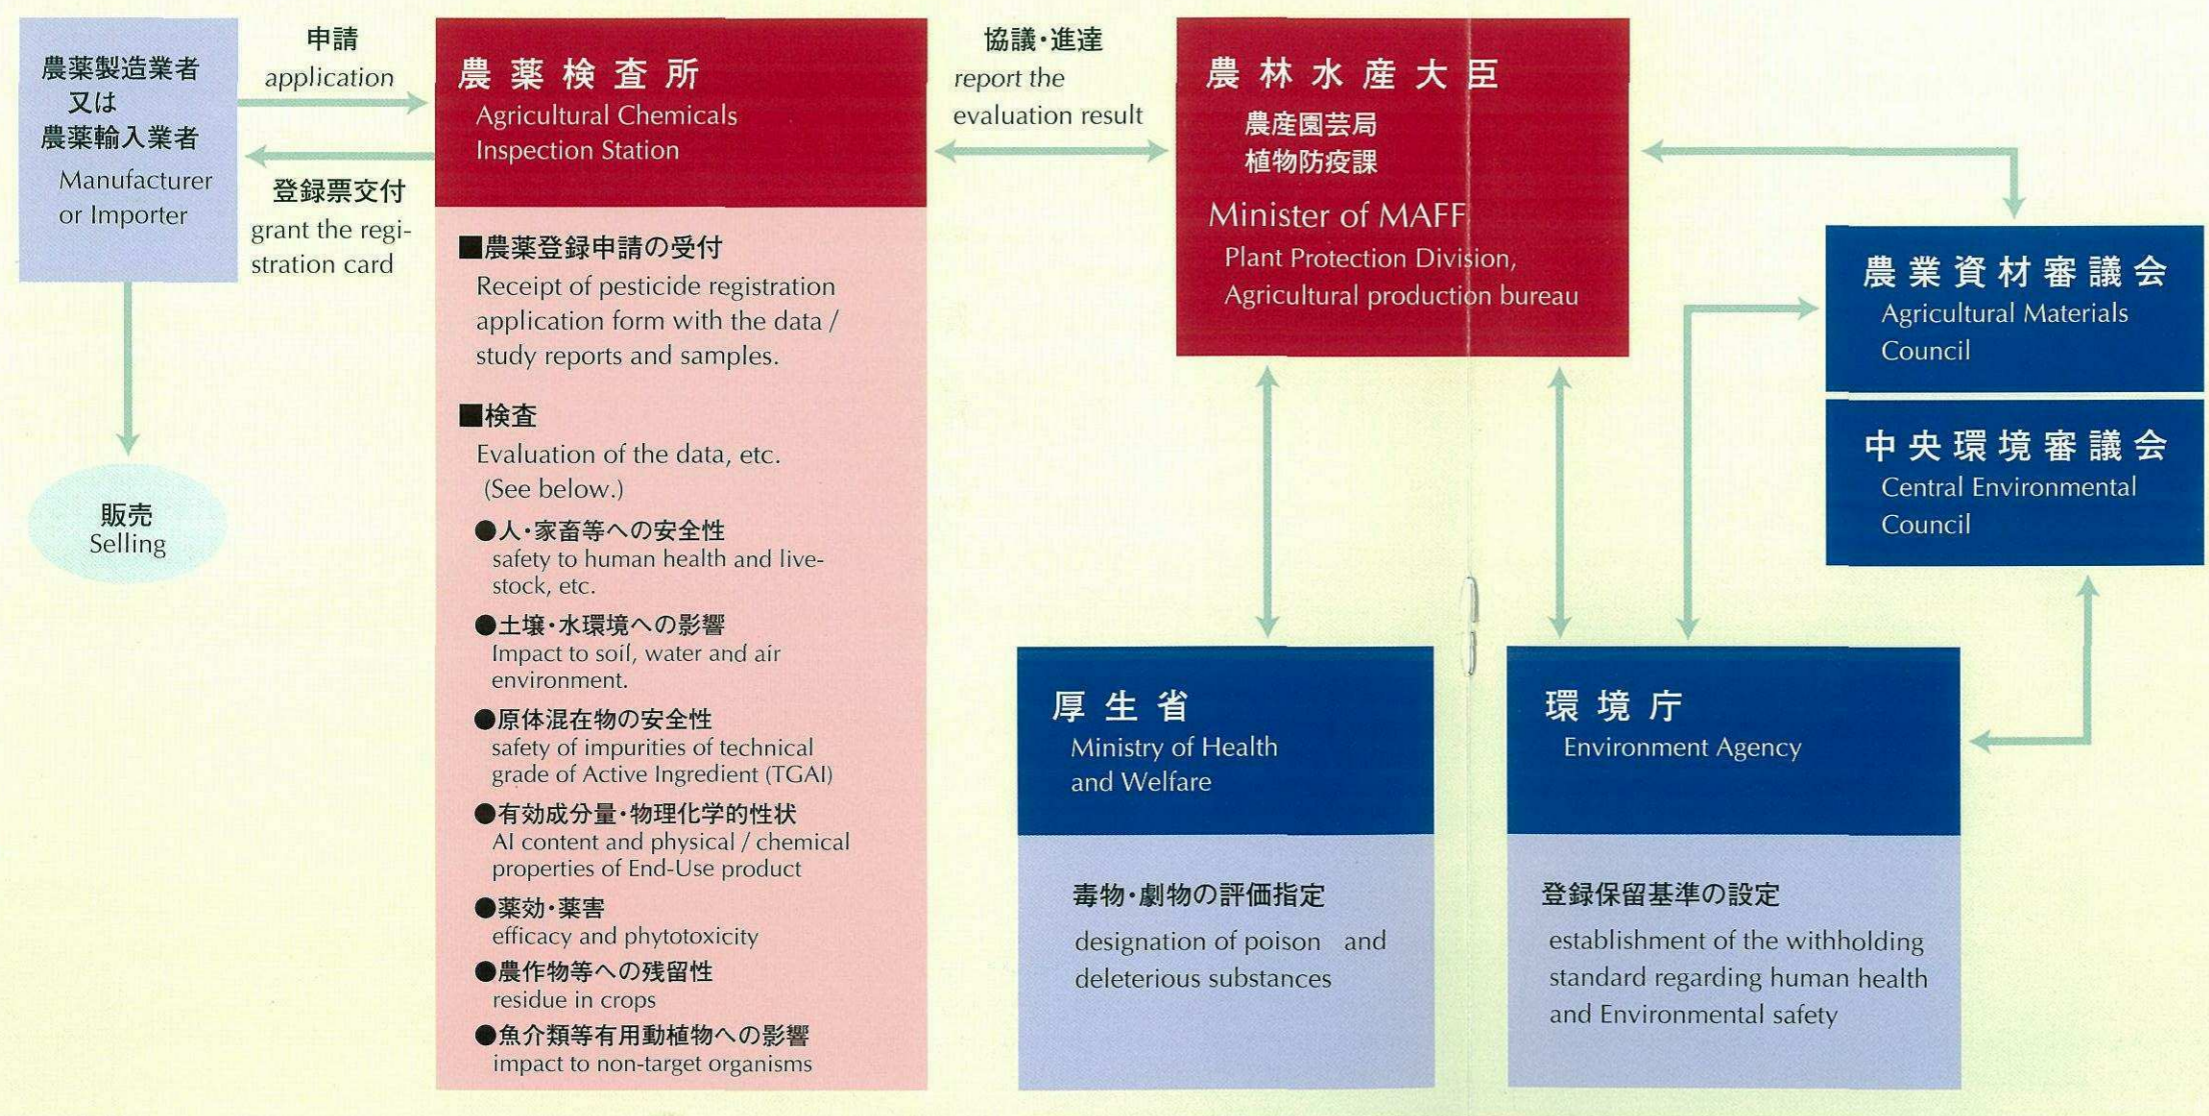 農薬製造業者
又は
農薬輸入業者
Manufacturer
or Importer
申請
application
登録票交付
grant the regi-
stration card
販売
Selling
農薬検査所
Agricultural Chemicals
Inspection Station
■農薬登録申請の受付
Receipt of pesticide registration
application form with the data /
study reports and samples.
■検査
Evaluation of the data, etc.
(See below.)
●人・家畜等への安全性
safety to human health and live-
stock, etc.
●土壌・水環境への影響
Impact to soil, water and air
environment.
●原体混在物の安全性
safety of impurities of technical
grade of Active Ingredient (TGAI)
●有効成分量・物理化学的性状
AI content and physical / chemical
properties of End-Use product
●薬効・薬害
efficacy and phytotoxicity
●農作物等への残留性
residue in crops
●魚介類等有用動植物への影響
impact to non-target organisms
協議・進達
report the
evaluation result
農林水産大臣
農産園芸局
植物防疫課
Minister of MAFF
Plant Protection Division,
Agricultural production bureau
農業資材審議会
Agricultural Materials
Council
中央環境審議会
Central Environmental
Council
厚生省
Ministry of Health
and Welfare
毒物・劇物の評価指定
designation of poison and
deleterious substances
環境庁
Environment Agency
登録保留基準の設定
establishment of the withholding
standard regarding human health
and Environmental safety